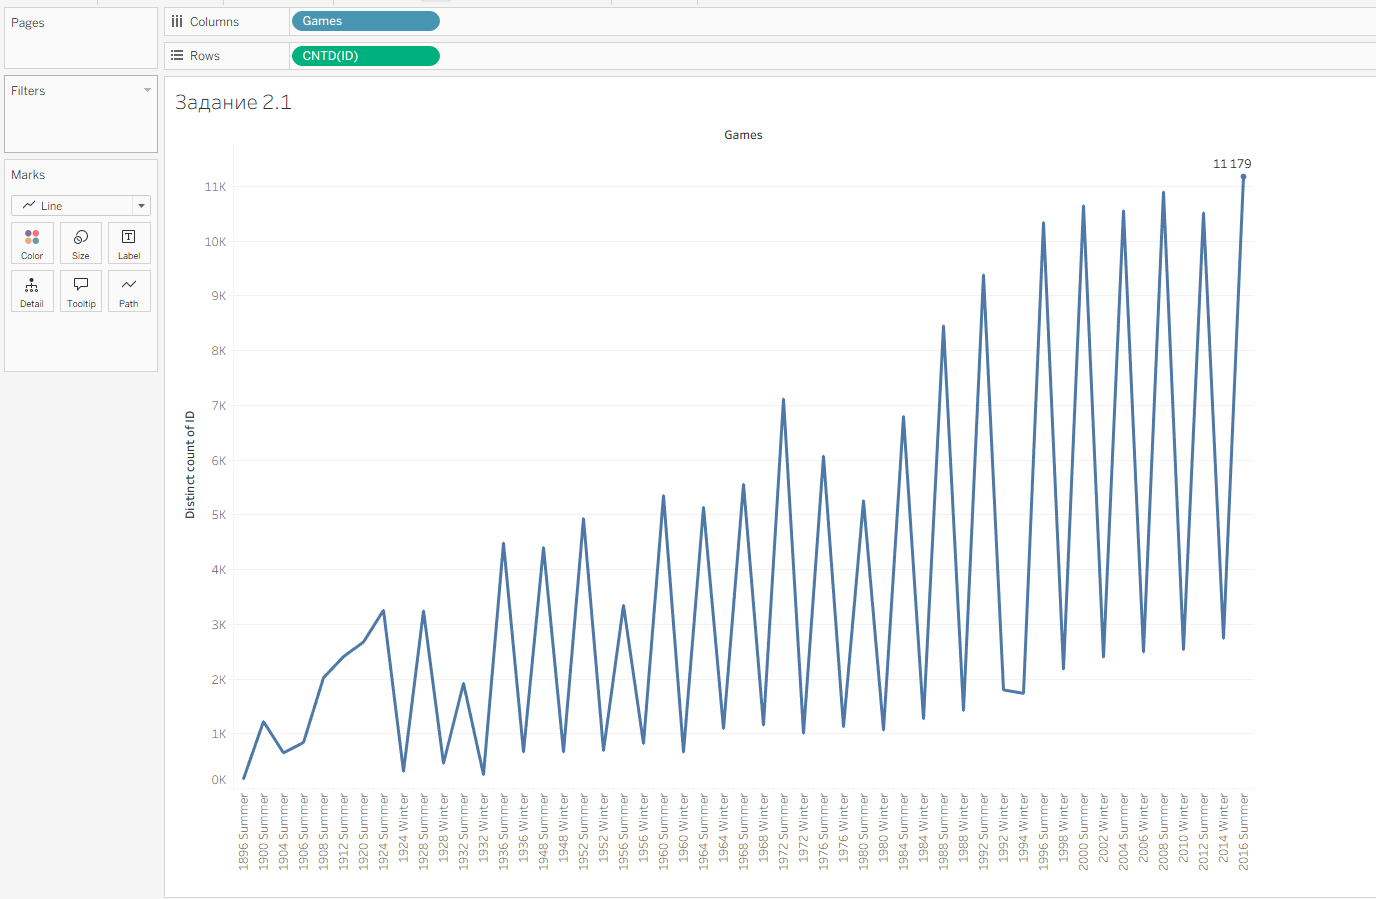 Pages
Columns
Games
Rows
CNTD(ID)
Filters
Marks
Line
Color
Size
Label
Detail
Tooltip
Path
Задание 2.1
Games
11 179
11K
10K
9K
8K
7K
6K
5K
4K
3K
2K
1K
0K
Distinct count of ID
1896 Summer
1900 Summer
1904 Summer
1906 Summer
1908 Summer
1912 Summer
1920 Summer
1924 Summer
1924 Winter
1928 Summer
1928 Winter
1932 Summer
1932 Winter
1936 Summer
1936 Winter
1948 Summer
1948 Winter
1952 Summer
1952 Winter
1956 Summer
1956 Winter
1960 Summer
1960 Winter
1964 Summer
1964 Winter
1968 Summer
1968 Winter
1972 Summer
1972 Winter
1976 Summer
1976 Winter
1980 Summer
1980 Winter
1984 Summer
1984 Winter
1988 Summer
1988 Winter
1992 Summer
1992 Winter
1994 Winter
1996 Summer
1998 Winter
2000 Summer
2002 Winter
2004 Summer
2006 Winter
2008 Summer
2010 Winter
2012 Summer
2014 Winter
2016 Summer